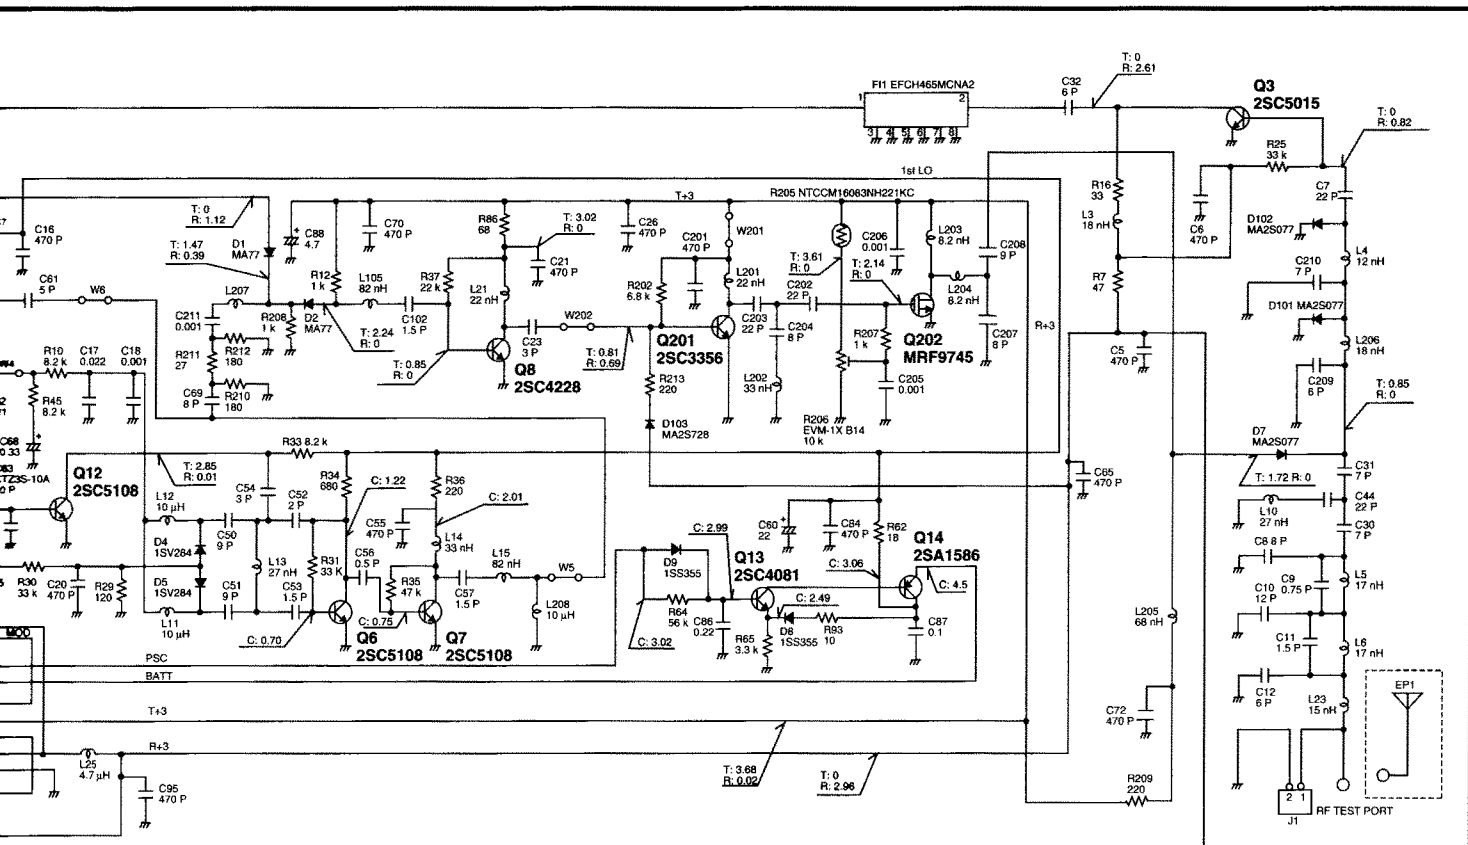 FI1 EFCH465MCNA2
1
2
3 4 5 6 7 8
C32
6 P
T: 0
R: 2.61
Q3
2SC5015
T: 0
R: 0.82
R25
33 k
C7
22 P
R16
33
L3
18 nH
C6
470 P
D102
MA2S077
L4
12 nH
C210
7 P
D101 MA2S077
L206
18 nH
C209
6 P
R7
47
C5
470 P
T: 0.85
R: 0
1st LO
T+3
R205 NTCCM16083NH221KC
C16
470 P
T: 0
R: 1.12
T: 1.47
R: 0.39
D1
MA77
C88
4.7
C70
470 P
R86
68
T: 3.02
R: 0
C26
470 P
C201
470 P
W201
T: 3.61
R: 0
C206
0.001
T: 2.14
R: 0
L203
8.2 nH
C208
9 P
L204
8.2 nH
C61
5 P
W6
L207
R12
1 k
L105
82 nH
R37
22 k
L21
22 nH
C21
470 P
R202
6.8 k
L201
22 nH
C202
22 P
C203
22 P
C204
8 P
C211
0.001
R208
1 k
D2
MA77
C102
1.5 P
T: 2.24
R: 0
W202
C23
3 P
Q201
2SC3356
R207
1 k
Q202
MRF9745
C207
8 P
R+3
R211
27
R212
180
T: 0.85
R: 0
Q8
2SC4228
T: 0.81
R: 0.69
R213
220
L202
33 nH
C205
0.001
R10
8.2 k
C17
0.022
C18
0.001
R45
8.2 k
C69
8 P
R210
180
D103
MA2S728
R206
EVM-1X B14
10 k
C68
0 33
Q12
2SC5108
T: 2.85
R: 0.01
R33 8.2 k
R34
680
C: 1.22
R36
220
C: 2.01
C65
470 P
D7
MA2S077
T: 1.72 R: 0
C31
7 P
L10
27 nH
C44
22 P
C30
7 P
L12
10 µH
C54
3 P
C52
2 P
C55
470 P
L14
33 nH
D4
1SV284
C50
9 P
L13
27 nH
R31
33 K
C56
0.5 P
L15
82 nH
W5
C: 2.99
C60
22
C84
470 P
R62
18
Q14
2SA1586
D9
1SS355
Q13
2SC4081
C: 3.06
C: 4.5
C8 8 P
C9
0.75 P
L5
17 nH
R30
33 k
C20
470 P
R29
120
D5
1SV284
C51
9 P
C53
1.5 P
R35
47 k
C57
1.5 P
L208
10 µH
R64
56 k
C86
0.22
C: 2.49
R65
3.3 k
D8
1SS355
R93
10
C87
0.1
C10
12 P
L205
68 nH
C11
1.5 P
L6
17 nH
L11
10 µH
C: 0.70
Q6
2SC5108
C: 0.75
Q7
2SC5108
C: 3.02
MOD
PSC
BATT
C12
6 P
L23
15 nH
EP1
T+3
C72
470 P
R+3
L25
4.7 µH
C95
470 P
T: 3.68
R: 0.02
T: 0
R: 2.96
R209
220
2 1
J1
RF TEST PORT